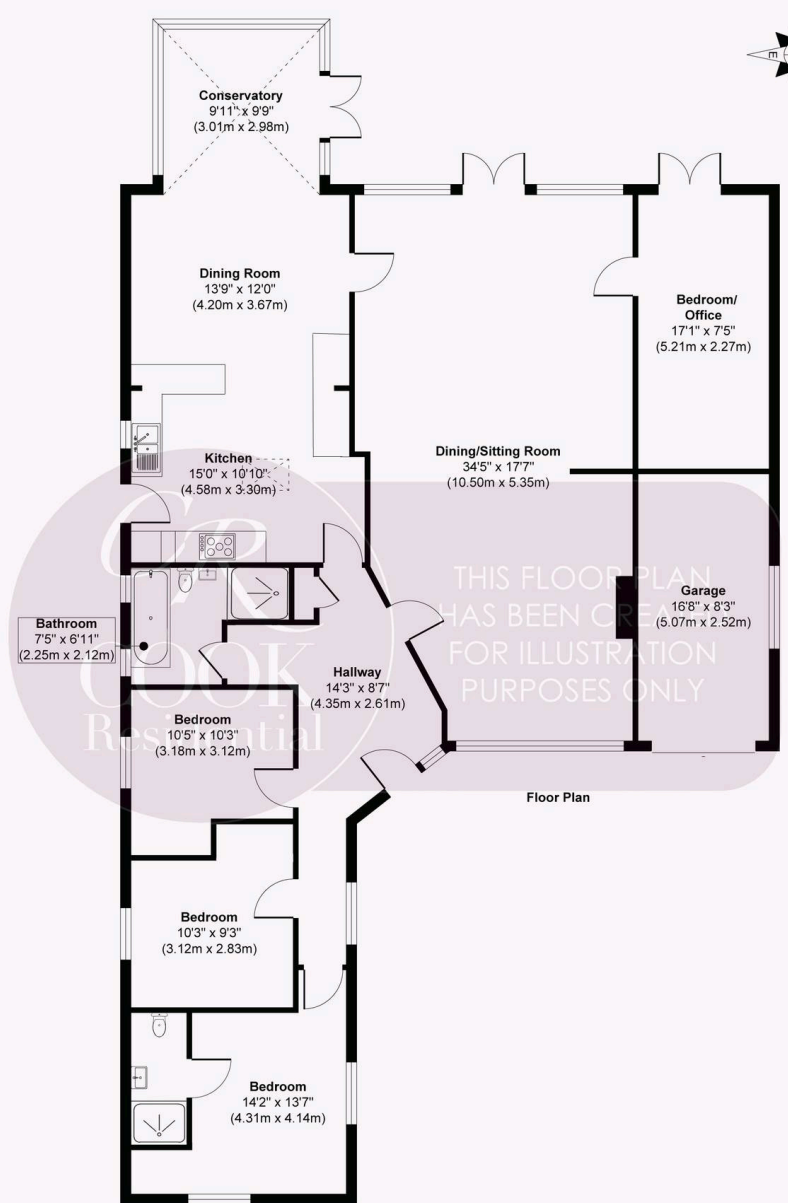 Conservatory
9'11" x 9'9"
(3.01m x 2.98m)
E
Dining Room
13'9" x 12'0"
(4.20m x 3.67m)
Bedroom/
Office
17'1" x 7'5"
(5.21m x 2.27m)
Dining/Sitting Room
34'5" x 17'7"
(10.50m x 5.35m)
Kitchen
15'0" x 10'10"
(4.58m x 3.30m)
CR
COOK
Residential
THIS FLOOR PLAN
HAS BEEN CREATED
FOR ILLUSTRATION
PURPOSES ONLY
Garage
16'8" x 8'3"
(5.07m x 2.52m)
Bathroom
7'5" x 6'11"
(2.25m x 2.12m)
Hallway
14'3" x 8'7"
(4.35m x 2.61m)
Bedroom
10'5" x 10'3"
(3.18m x 3.12m)
Floor Plan
Bedroom
10'3" x 9'3"
(3.12m x 2.83m)
Bedroom
14'2" x 13'7"
(4.31m x 4.14m)